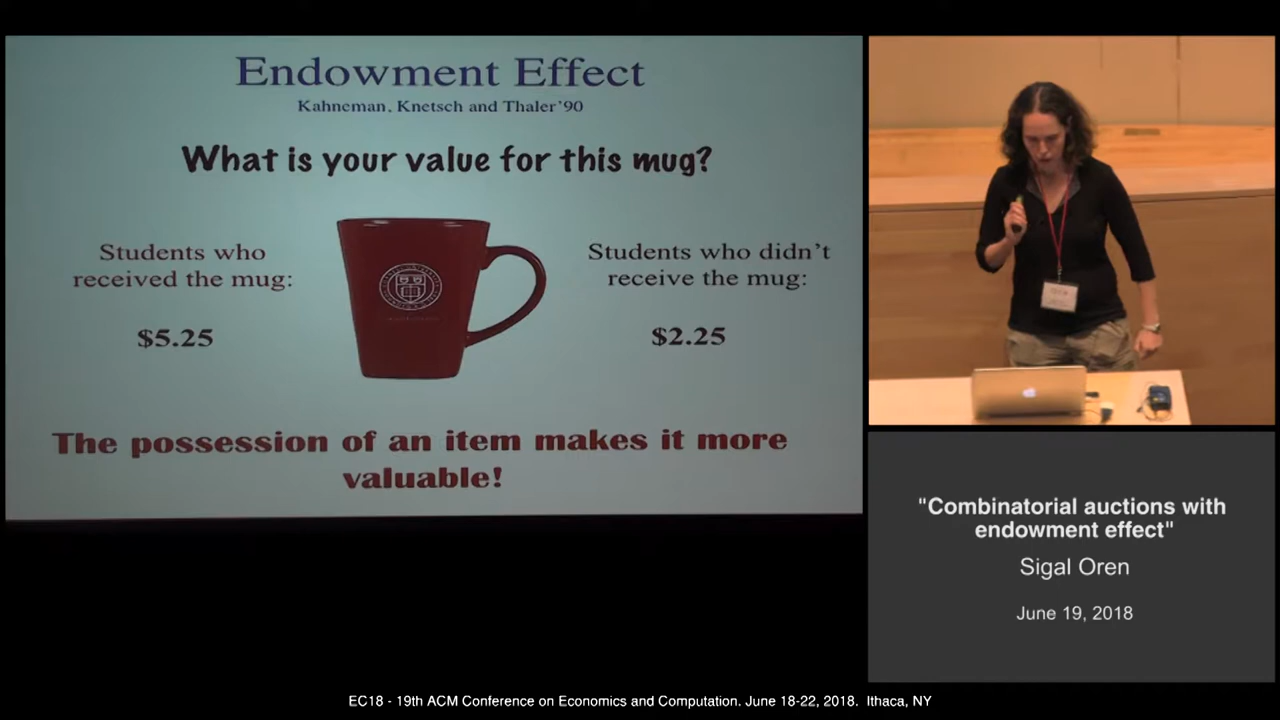 Endowment Effect
Kahneman, Knetsch and Thaler'90
What is your value for this mug?
Students who
received the mug:
$5.25
Students who didn't
receive the mug:
$2.25
The possession of an item makes it more
valuable!
"Combinatorial auctions with
endowment effect"
Sigal Oren
June 19, 2018
EC18 - 19th ACM Conference on Economics and Computation. June 18-22, 2018. Ithaca, NY